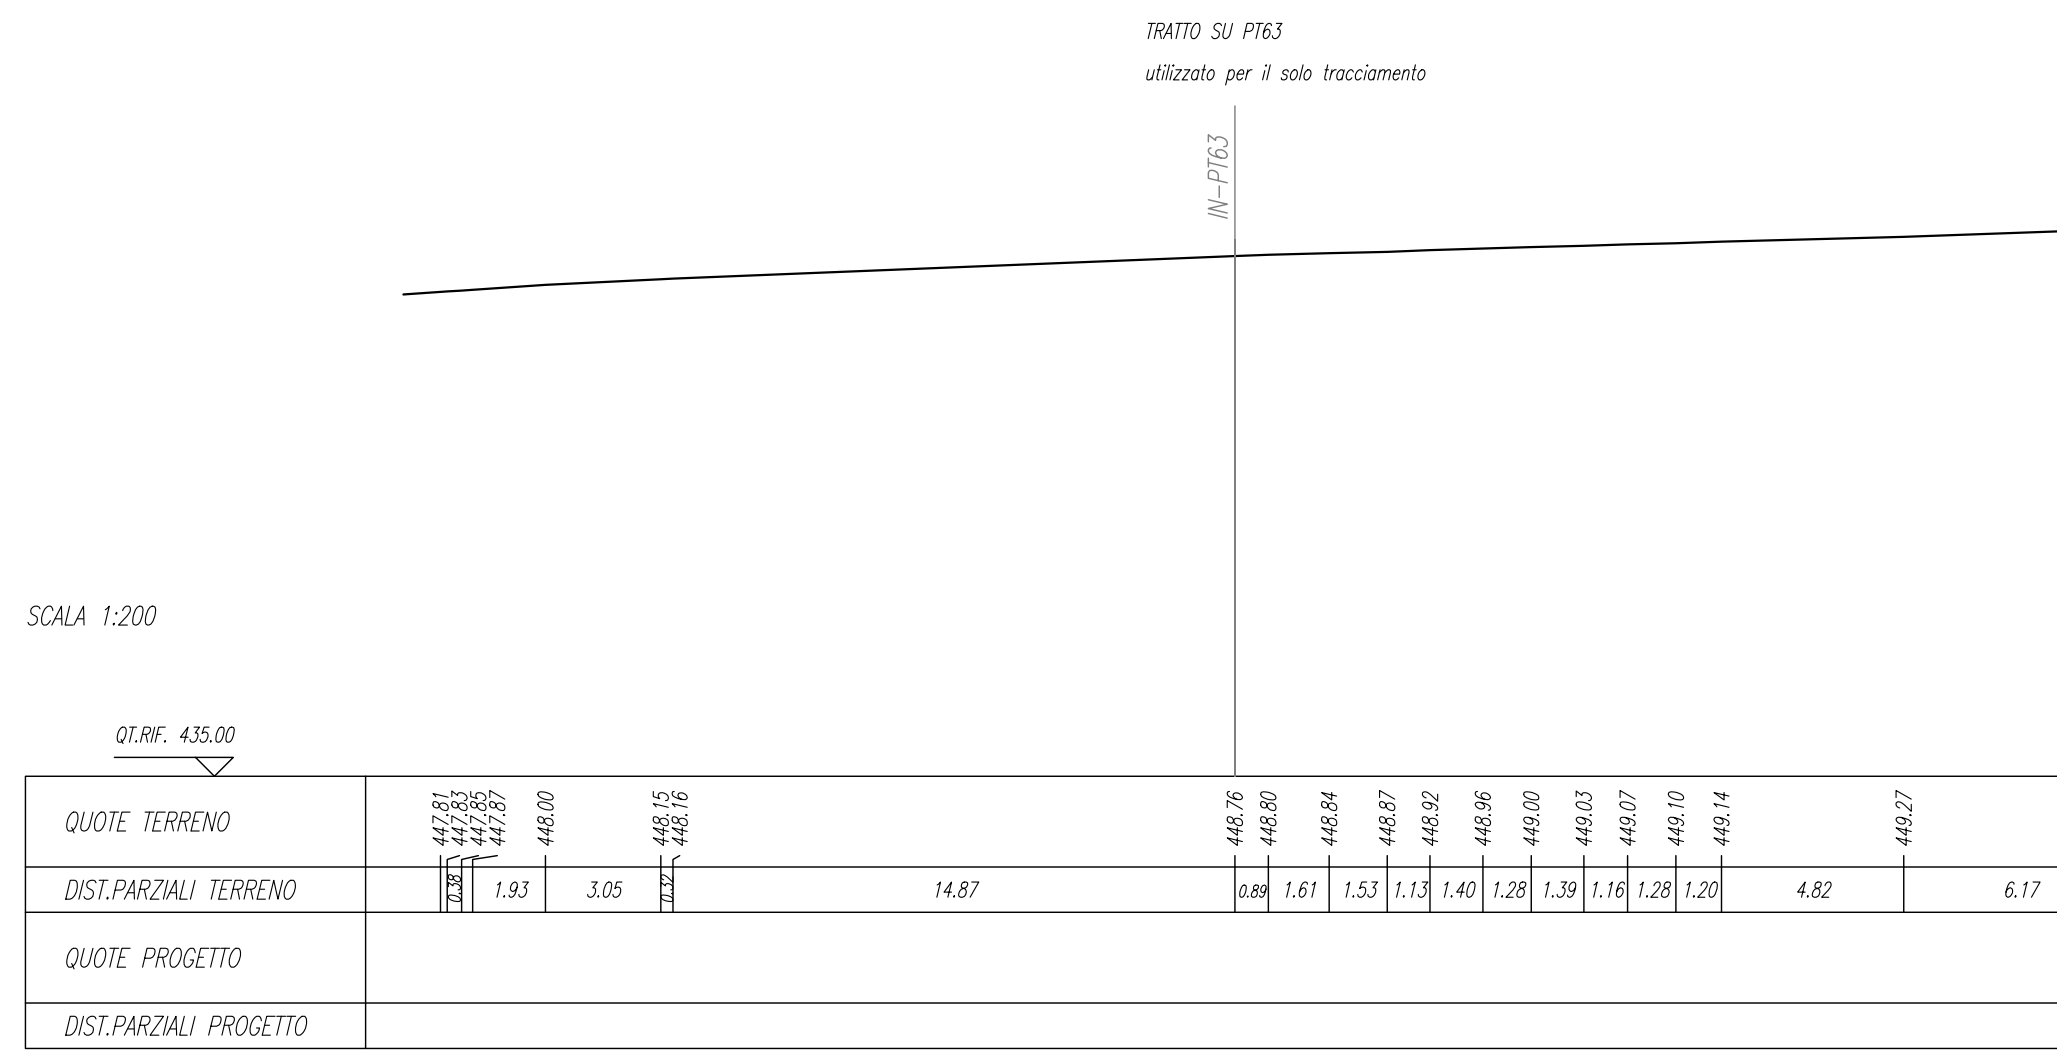 TRATTO SU PT63
utilizzato per il solo tracciamento
IN-PT63
SCALA 1:200
QT.RIF. 435.00
QUOTE TERRENO 447.81 447.83 447.85 447.87 448.00 448.15 448.16 448.76 448.80 448.84 448.87 448.92 448.96 449.00 449.03 449.07 449.10 449.14 449.27
DIST.PARZIALI TERRENO 0.38 1.93 3.05 0.32 14.87 0.89 1.61 1.53 1.13 1.40 1.28 1.39 1.16 1.28 1.20 4.82 6.17
QUOTE PROGETTO
DIST.PARZIALI PROGETTO